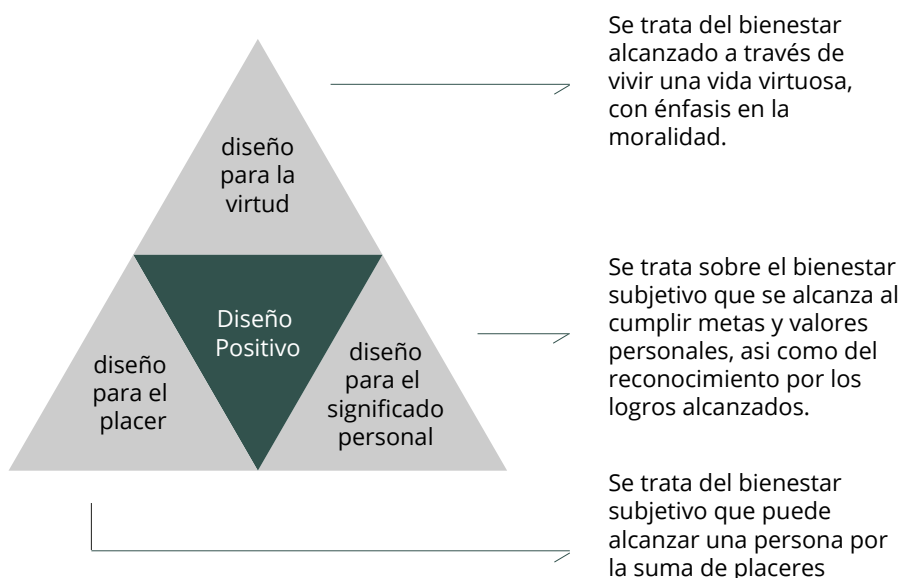 Se trata del bienestar
alcanzado a través de
vivir una vida virtuosa,
con énfasis en la
moralidad.
diseño
para la
virtud
Se trata sobre el bienestar
subjetivo que se alcanza al
cumplir metas y valores
personales, asi como del
reconocimiento por los
logros alcanzados.
Diseño
Positivo
diseño
para el
placer
diseño
para el
significado
personal
Se trata del bienestar
subjetivo que puede
alcanzar una persona por
la suma de placeres